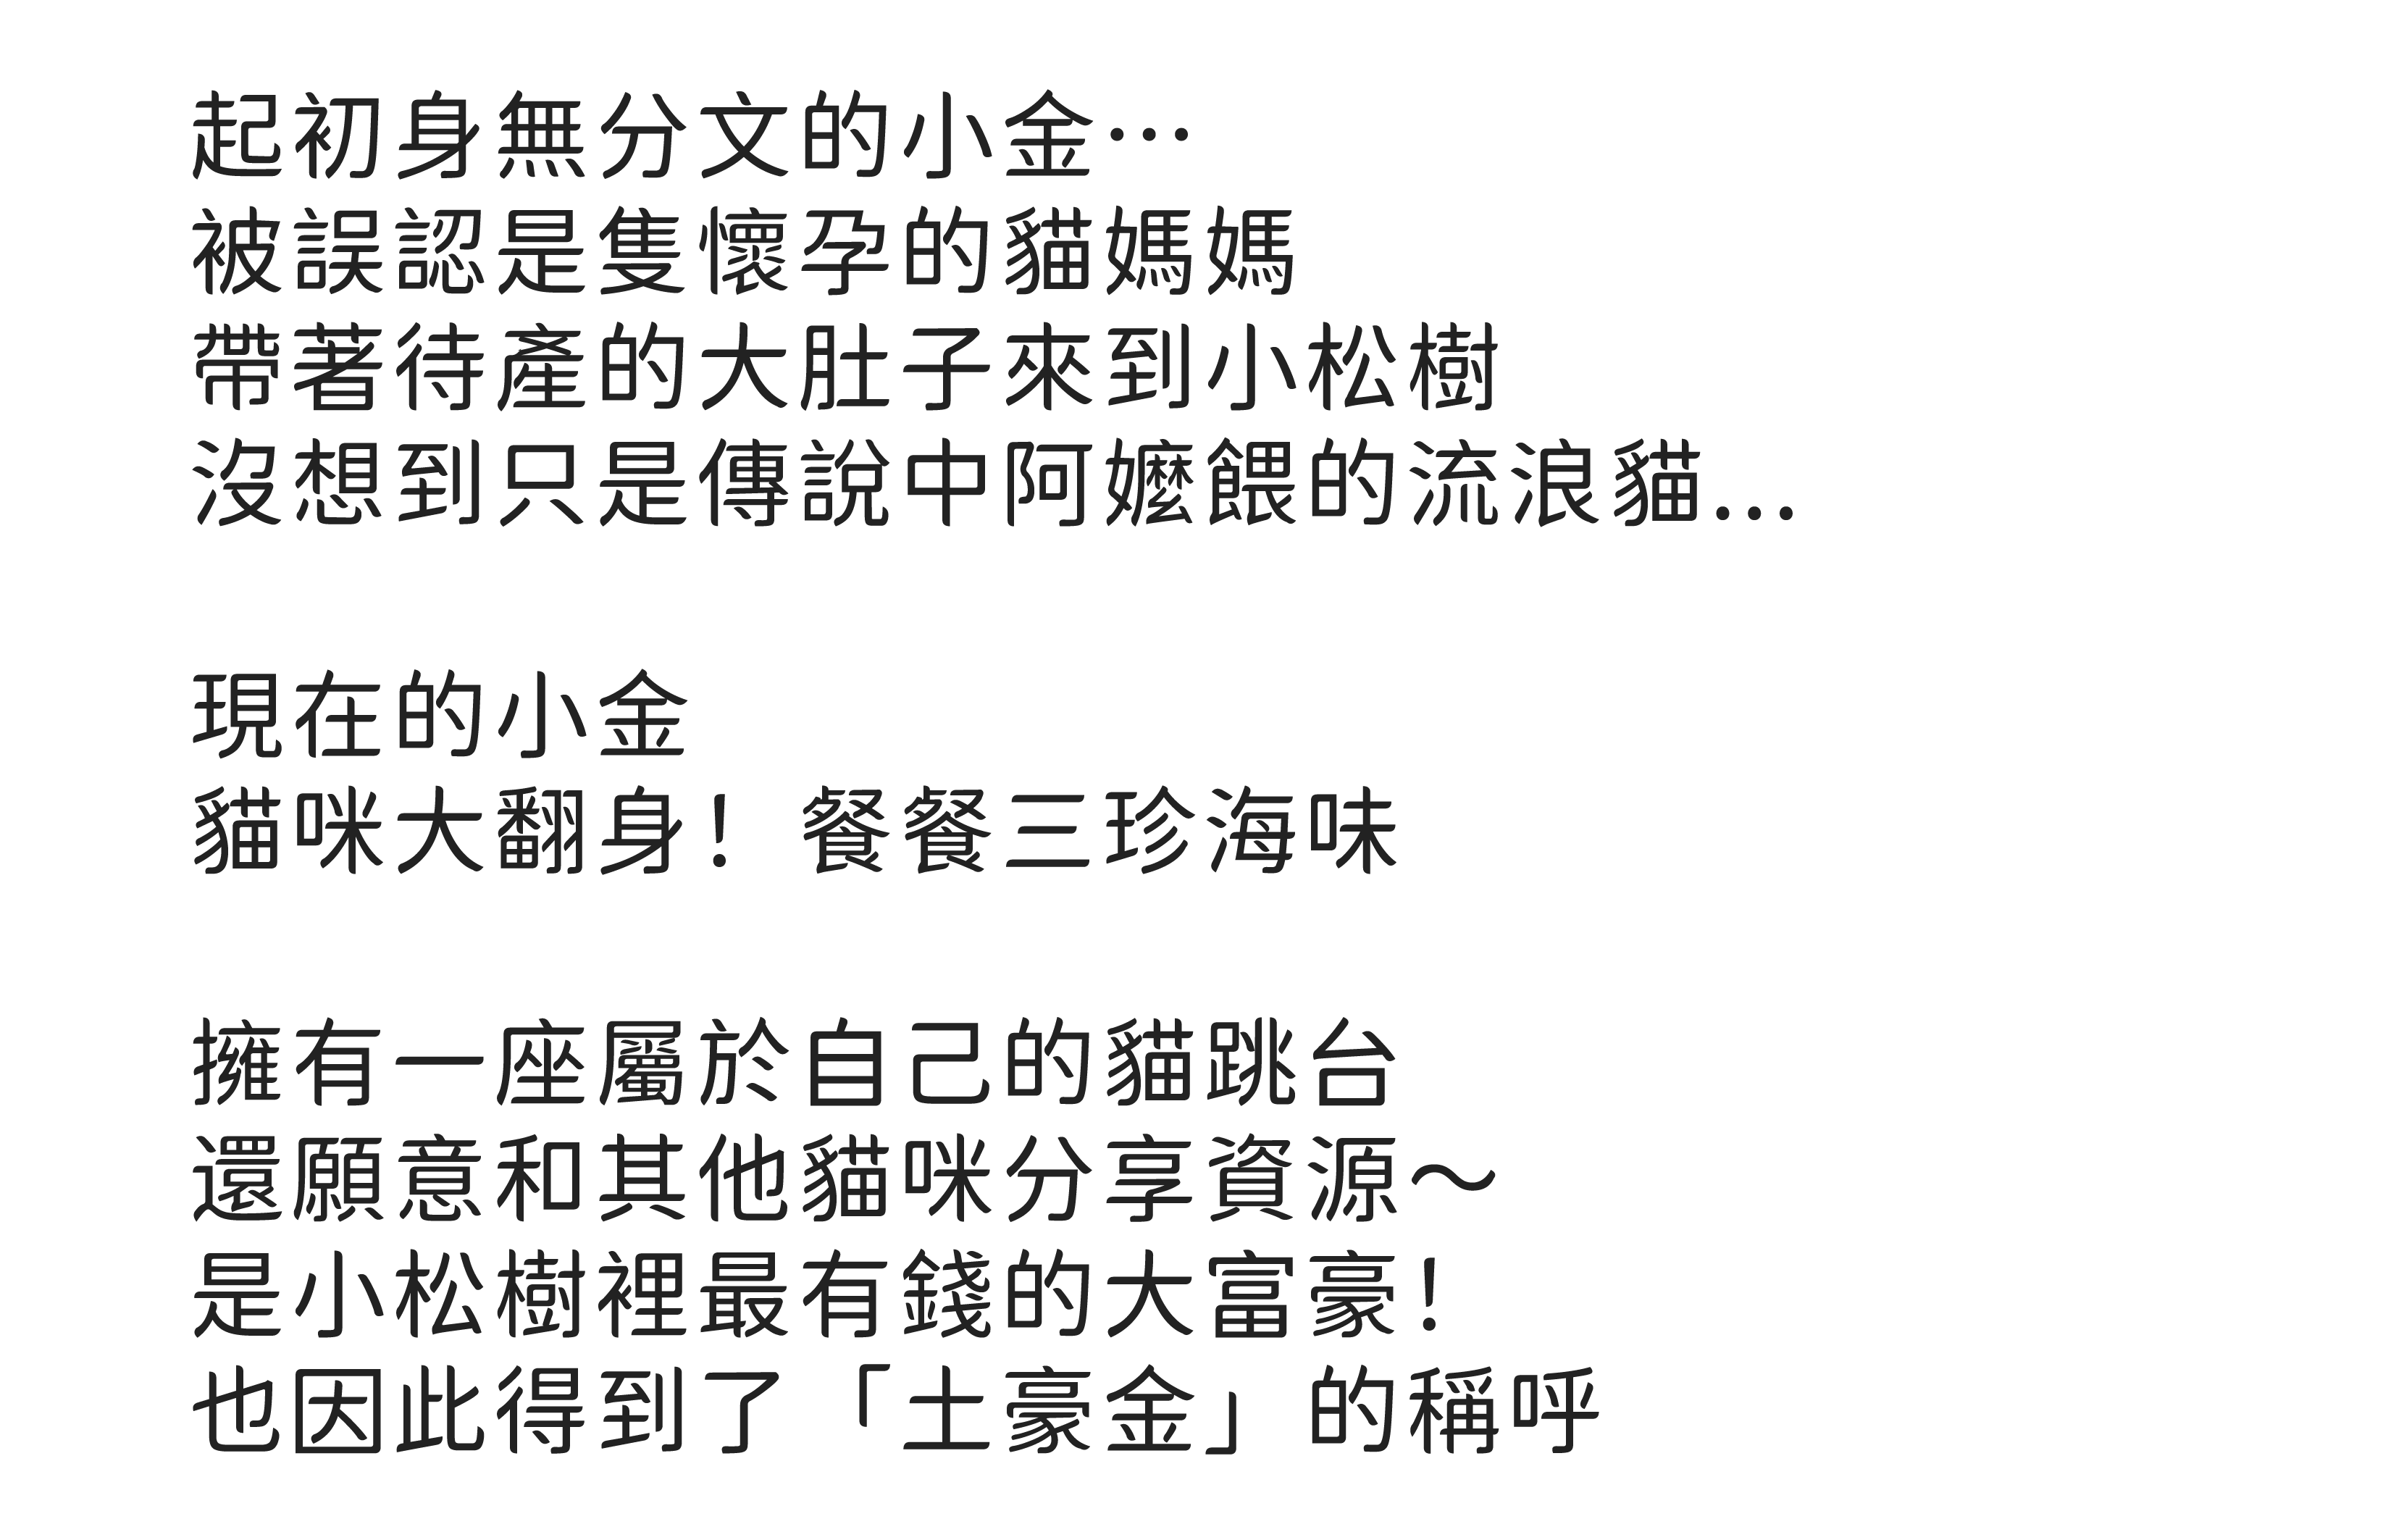 起初身無分文的小金…
被誤認是隻懷孕的貓媽媽
帶著待產的大肚子來到小松樹
沒想到只是傳說中阿嬤餵的流浪貓...
現在的小金
貓咪大翻身！餐餐三珍海味
擁有一座屬於自己的貓跳台
還願意和其他貓咪分享資源～
是小松樹裡最有錢的大富豪！
也因此得到了「土豪金」的稱呼